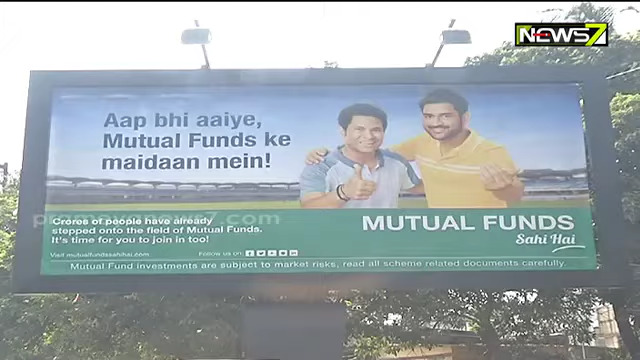 NEWS7
Aap bhi aaiye,
Mutual Funds ke
maidaan mein!
Crores of people have already
stepped onto the field of Mutual Funds.
It's time for you to join in too!
Visit mutualfundssahihai.com
Follow us on:
MUTUAL FUNDS
Sahi Hai
Mutual Fund investments are subject to market risks, read all scheme related documents carefully.